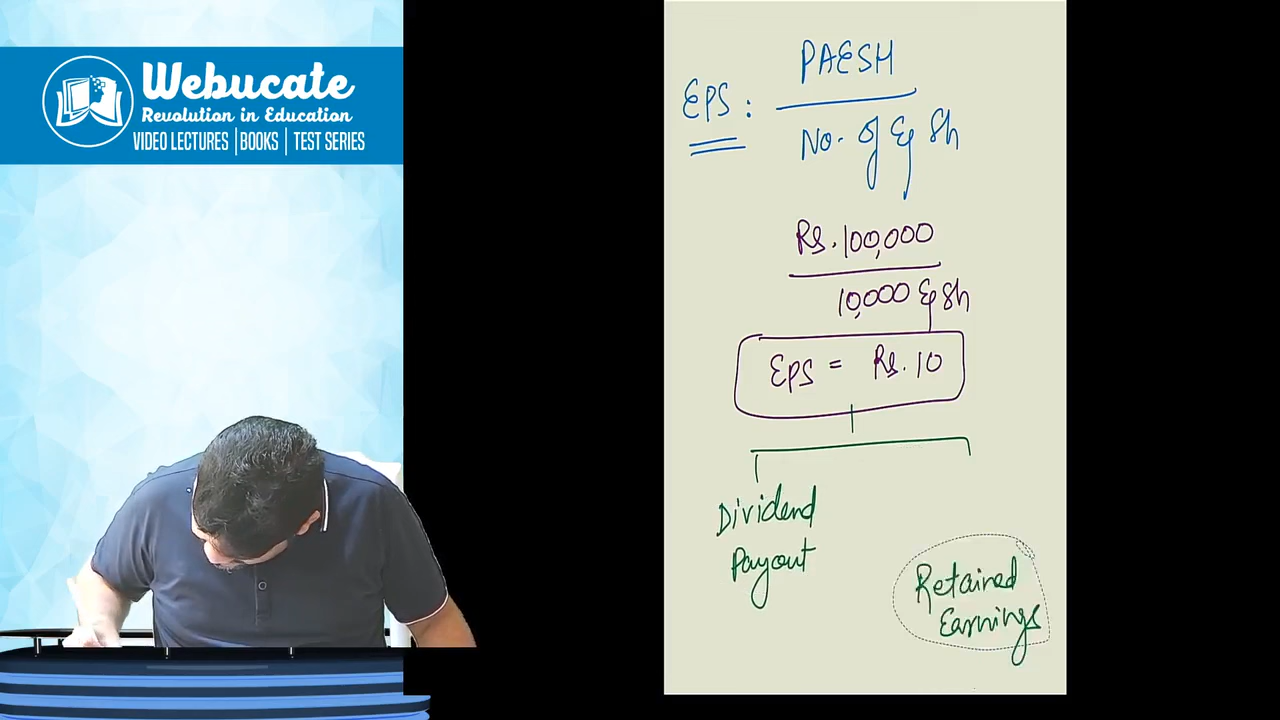 Webucate
Revolution in Education
VIDEO LECTURES | BOOKS | TEST SERIES
PAESH
EPS :
No. of Eq Sh
Rs. 100,000
10,000 Eq Sh
EPS = Rs. 10
Dividend
Payout
Retained
Earnings